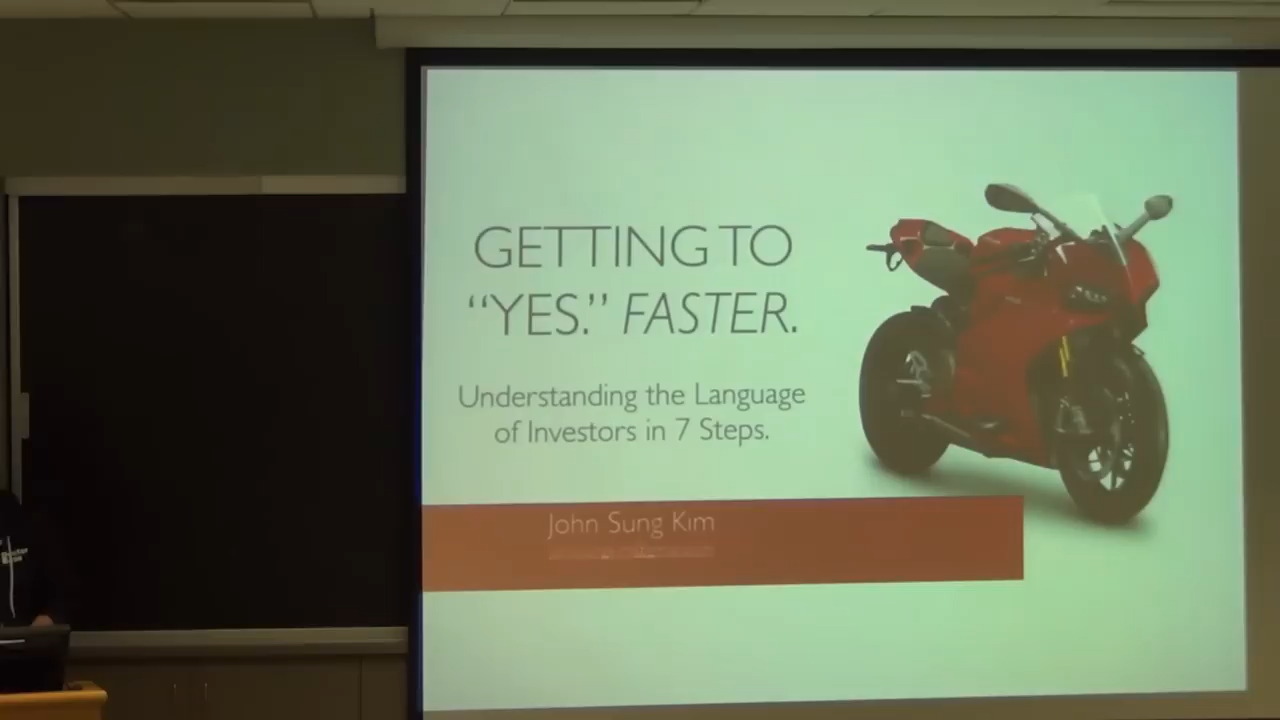 GETTING TO
“YES.” FASTER.
Understanding the Language
of Investors in 7 Steps.
John Sung Kim